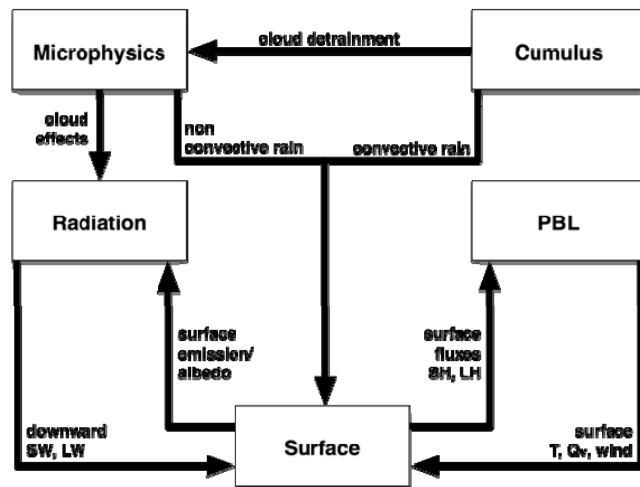 Microphysics
cloud detrainment
Cumulus
cloud
effects
non
convective rain
convective rain
Radiation
PBL
surface
emission/
albedo
surface
fluxes
SH, LH
downward
SW, LW
Surface
surface
T, Qv, wind